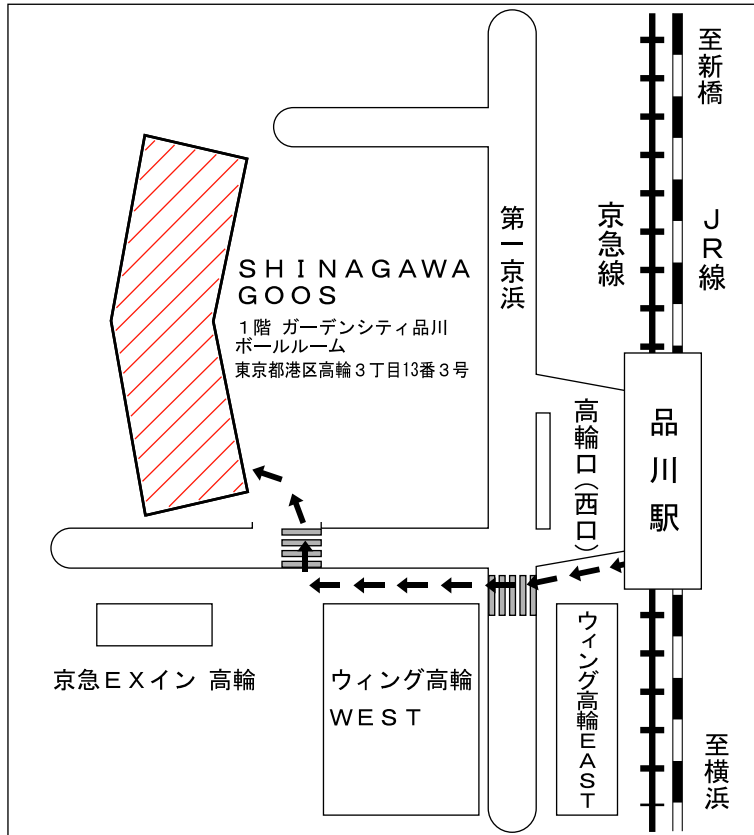 至新橋
JR線
京急線
第一京浜
SHINAGAWA
GOOS
1階 ガーデンシティ品川
ボールルーム
東京都港区高輪3丁目13番3号
高輪口(西口)
品川駅
京急EXイン 高輪
ウィング高輪
WEST
ウィング高輪EAST
至横浜